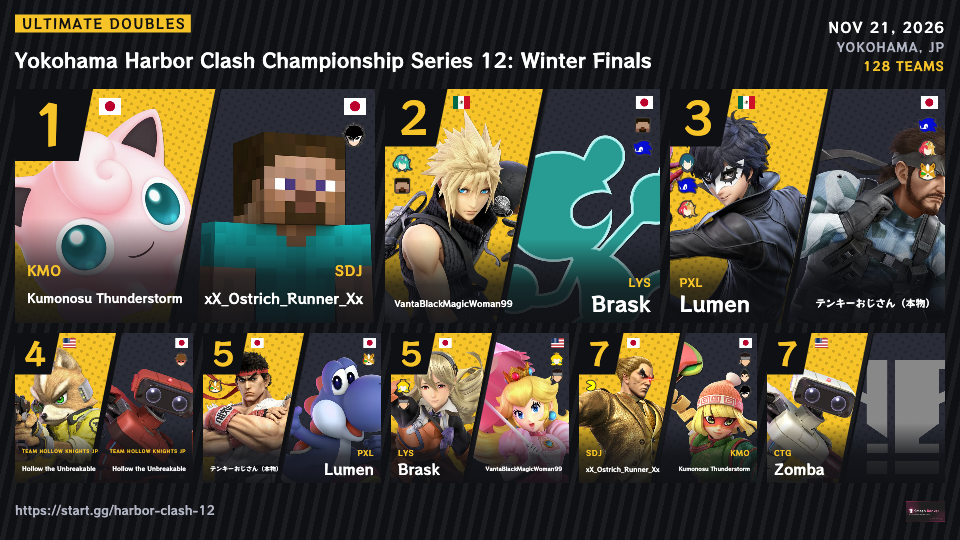 ULTIMATE DOUBLES
Yokohama Harbor Clash Championship Series 12: Winter Finals
NOV 21, 2026
YOKOHAMA, JP
128 TEAMS
1
KMO
Kumonosu Thunderstorm
SDJ
xX_Ostrich_Runner_Xx
2
VantaBlackMagicWoman99
LYS
Brask
3
PXL
Lumen
テンキーおじさん（本物）
4
TEAM HOLLOW KNIGHTS JP
Hollow the Unbreakable
TEAM HOLLOW KNIGHTS JP
Hollow the Unbreakable
5
テンキーおじさん（本物）
PXL
Lumen
5
LYS
Brask
VantaBlackMagicWoman99
7
SDJ
xX_Ostrich_Runner_Xx
KMO
Kumonosu Thunderstorm
7
CTG
Zomba
https://start.gg/harbor-clash-12